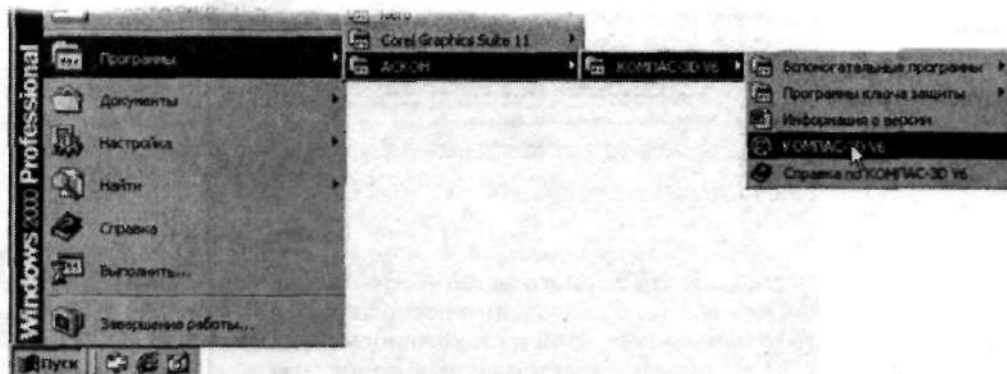 Nero
Corel Graphics Suite 11
Программы
АСКОН
КОМПАС-3D V6
Вспомогательные программы
Программы ключа защиты
Информация о версии
КОМПАС-3D V6
Справка по КОМПАС-3D V6
Документы
Настройка
Найти
Справка
Выполнить...
Завершение работы...
Windows 2000 Professional
Пуск